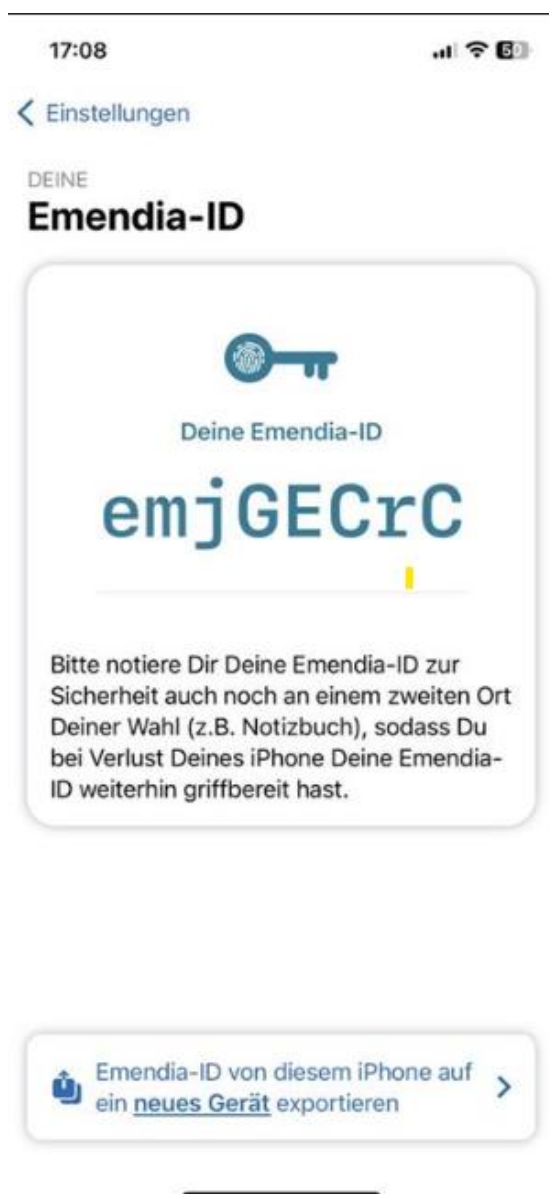 17:08
50
Einstellungen
DEINE
Emendia-ID
Deine Emendia-ID
emjGECrC
Bitte notiere Dir Deine Emendia-ID zur
Sicherheit auch noch an einem zweiten Ort
Deiner Wahl (z.B. Notizbuch), sodass Du
bei Verlust Deines iPhone Deine Emendia-
ID weiterhin griffbereit hast.
Emendia-ID von diesem iPhone auf
ein neues Gerät exportieren